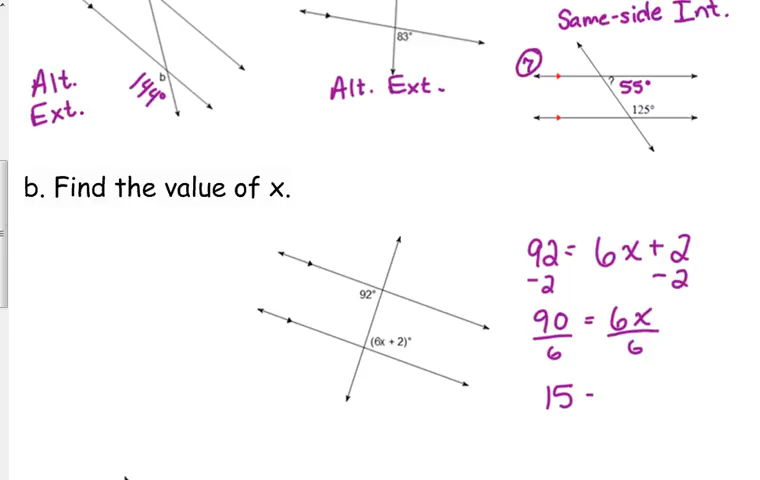 Same-side Int.
83°
b
144°
Alt.
Ext.
Alt. Ext.
7
? 55°
125°
b. Find the value of x.
92°
(6x + 2)°
92 = 6x + 2
-2 -2
90 = 6x
6 6
15 =